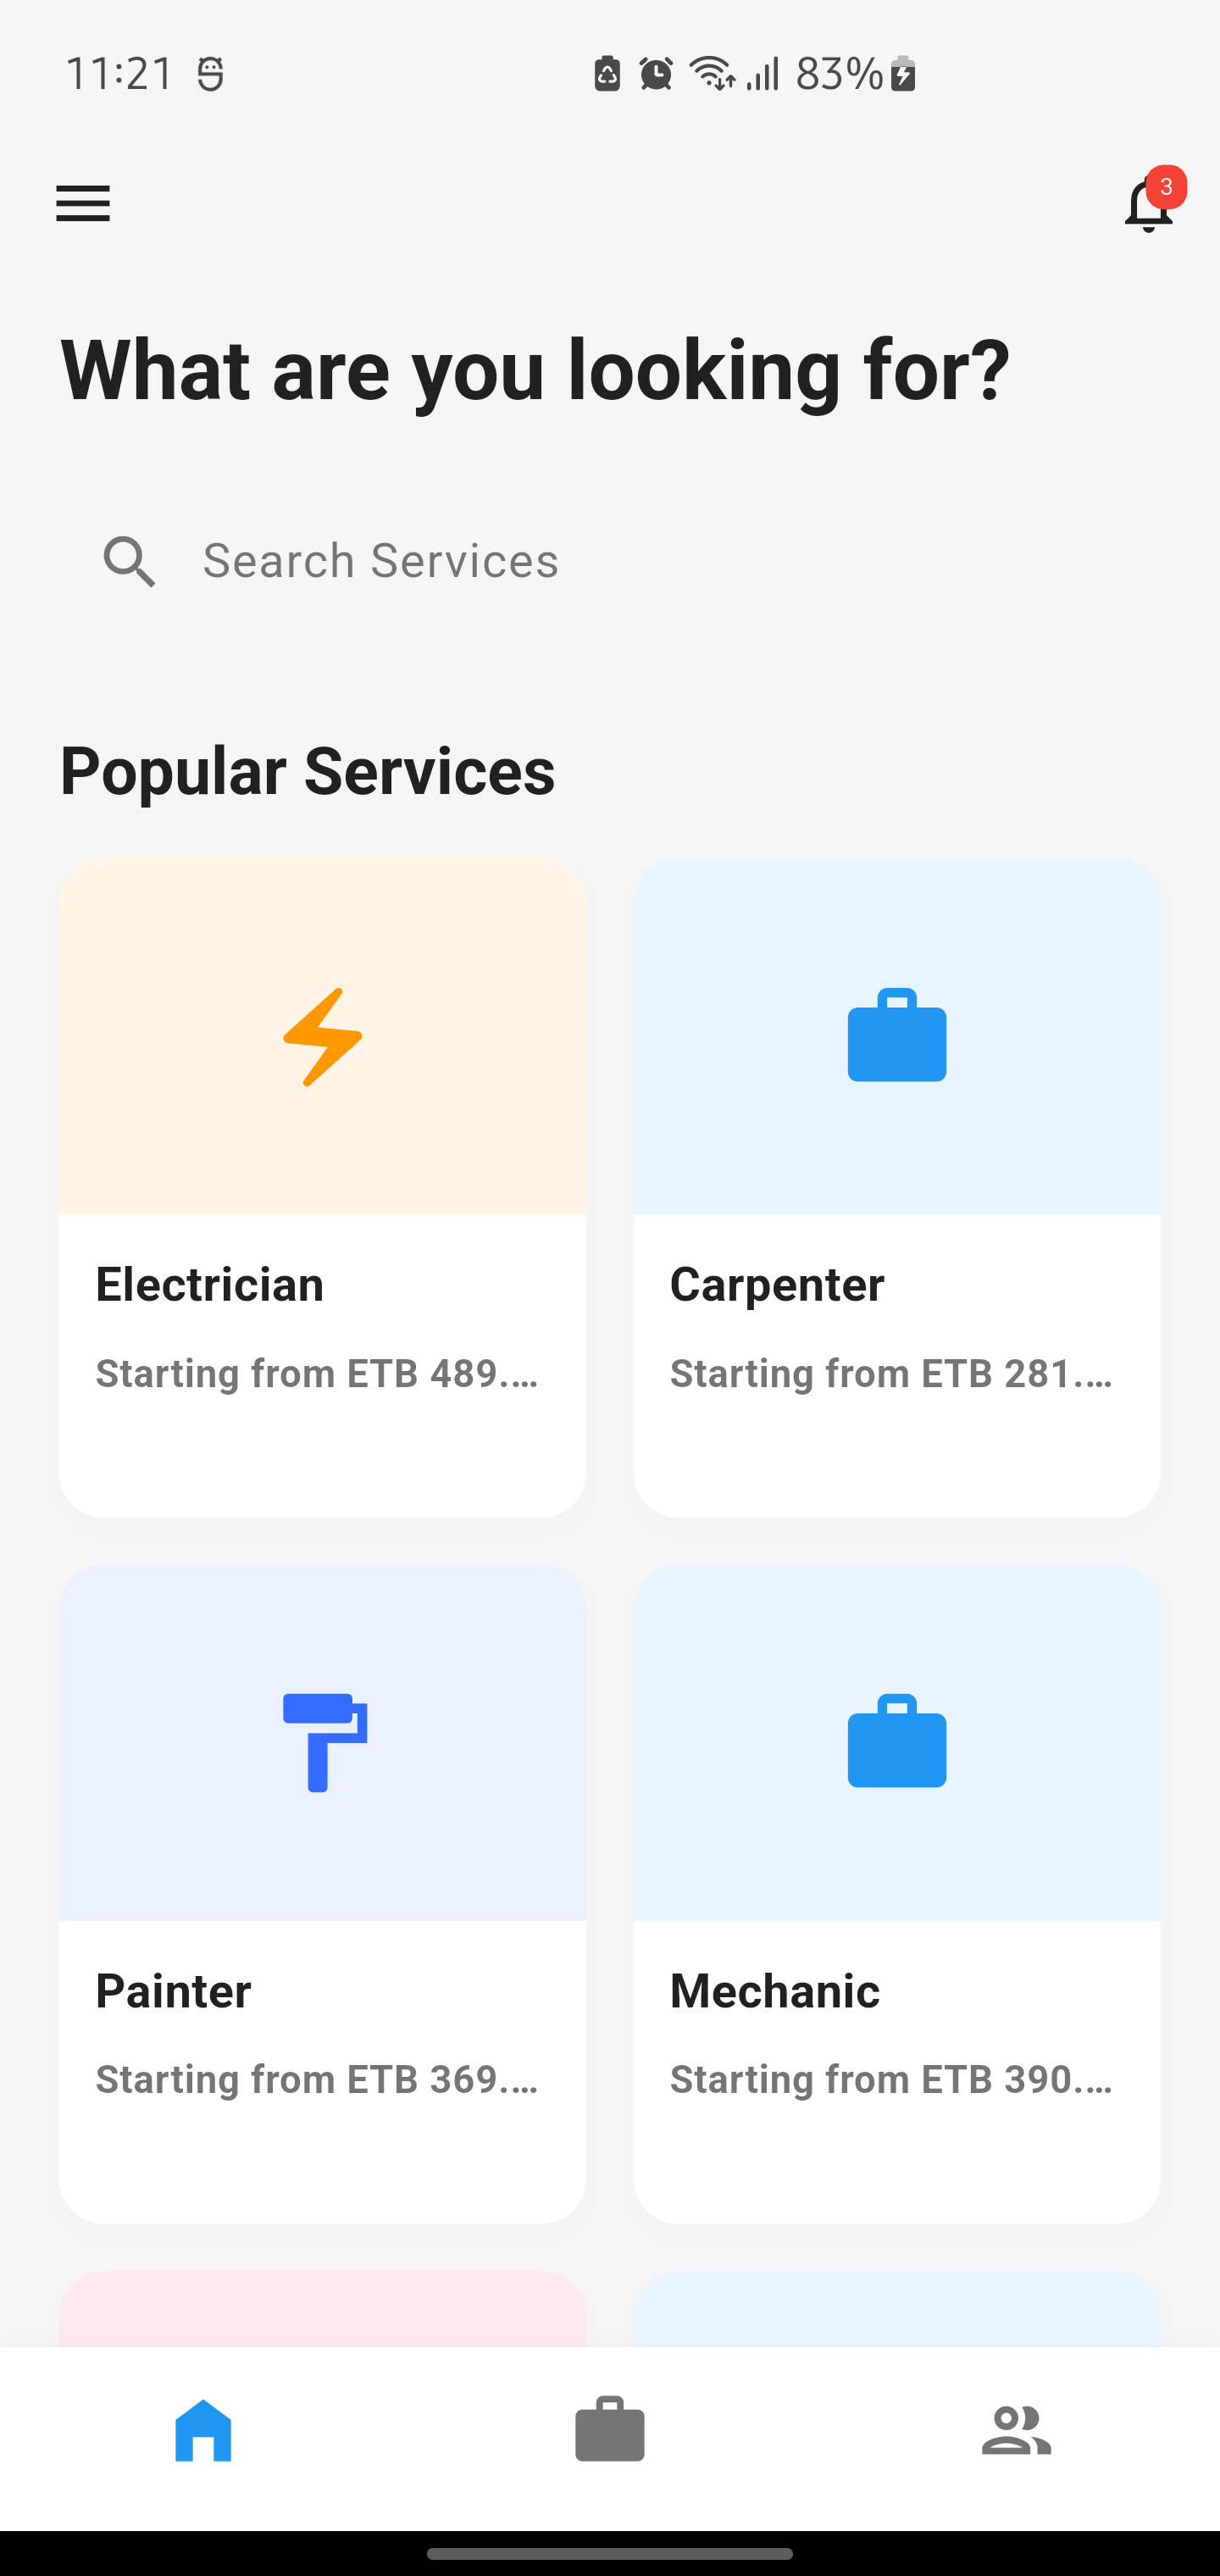 11:21
83%
3
What are you looking for?
Search Services
Popular Services
Electrician
Starting from ETB 489.…
Carpenter
Starting from ETB 281.…
Painter
Starting from ETB 369.…
Mechanic
Starting from ETB 390.…